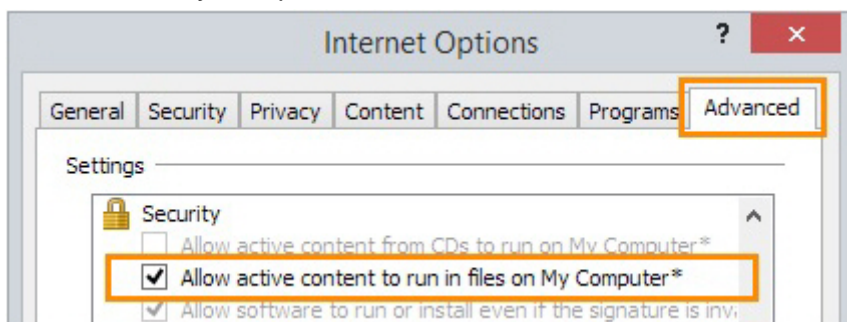 Internet Options ?
General Security Privacy Content Connections Programs Advanced
Settings
Security
Allow active content from CDs to run on My Computer*
Allow active content to run in files on My Computer*
Allow software to run or install even if the signature is inv